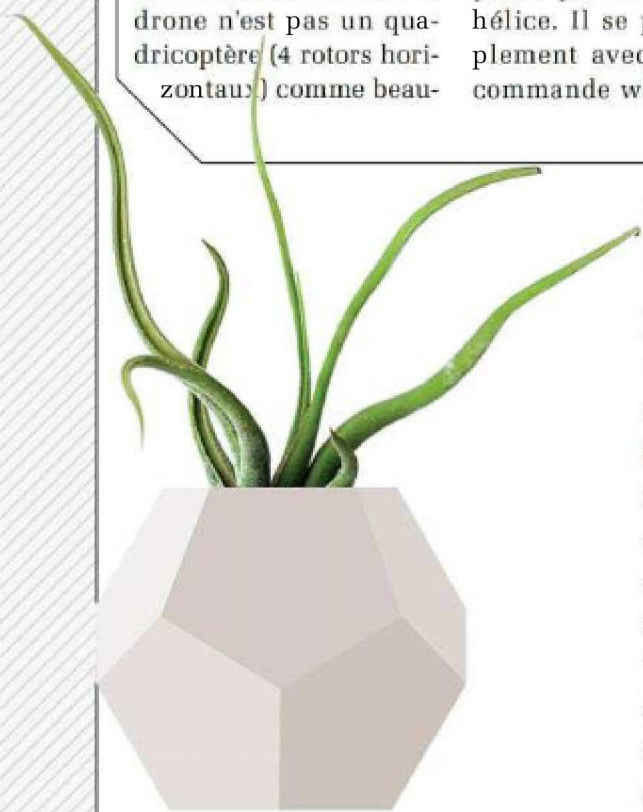 drone n'est pas un qua-
dricoptère (4 rotors hori-
zontaux) comme beau-
hélice. Il se
plement avec
commande